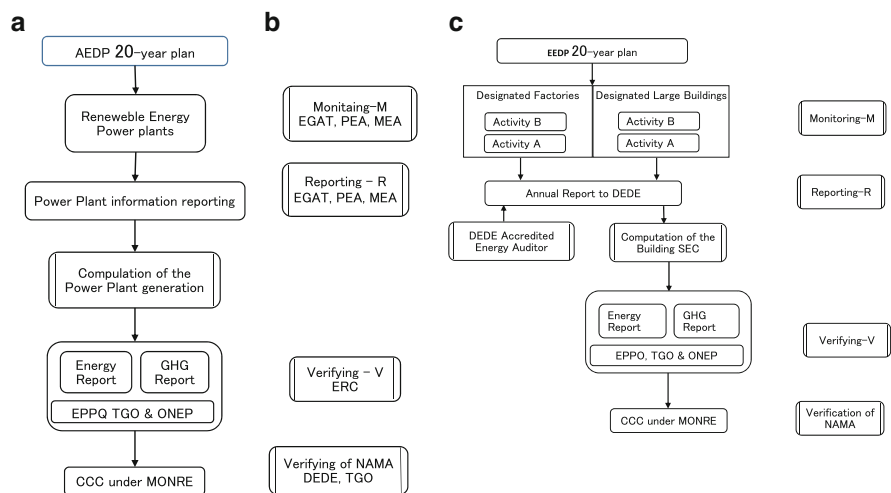 a
AEDP 20-year plan
Reneweble Energy
Power plants
Power Plant information reporting
Compulation of the
Power Plant generation
Energy
Report
GHG
Report
EPPQ TGO & ONEP
CCC under MONRE
b
Monitaing-M
EGAT, PEA, MEA
Reporting - R
EGAT, PEA, MEA
Verifying - V
ERC
Verifying of NAMA
DEDE, TGO
c
EEDP 20-year plan
Designated Factories
Activity B
Activity A
Designated Large Buildings
Activity B
Activity A
Annual Report to DEDE
DEDE Accredited
Energy Auditor
Computation of the
Building SEC
Energy
Report
GHG
Report
EPPO, TGO & ONEP
CCC under MONRE
Monitoring-M
Reporting-R
Verifying-V
Verification of
NAMA